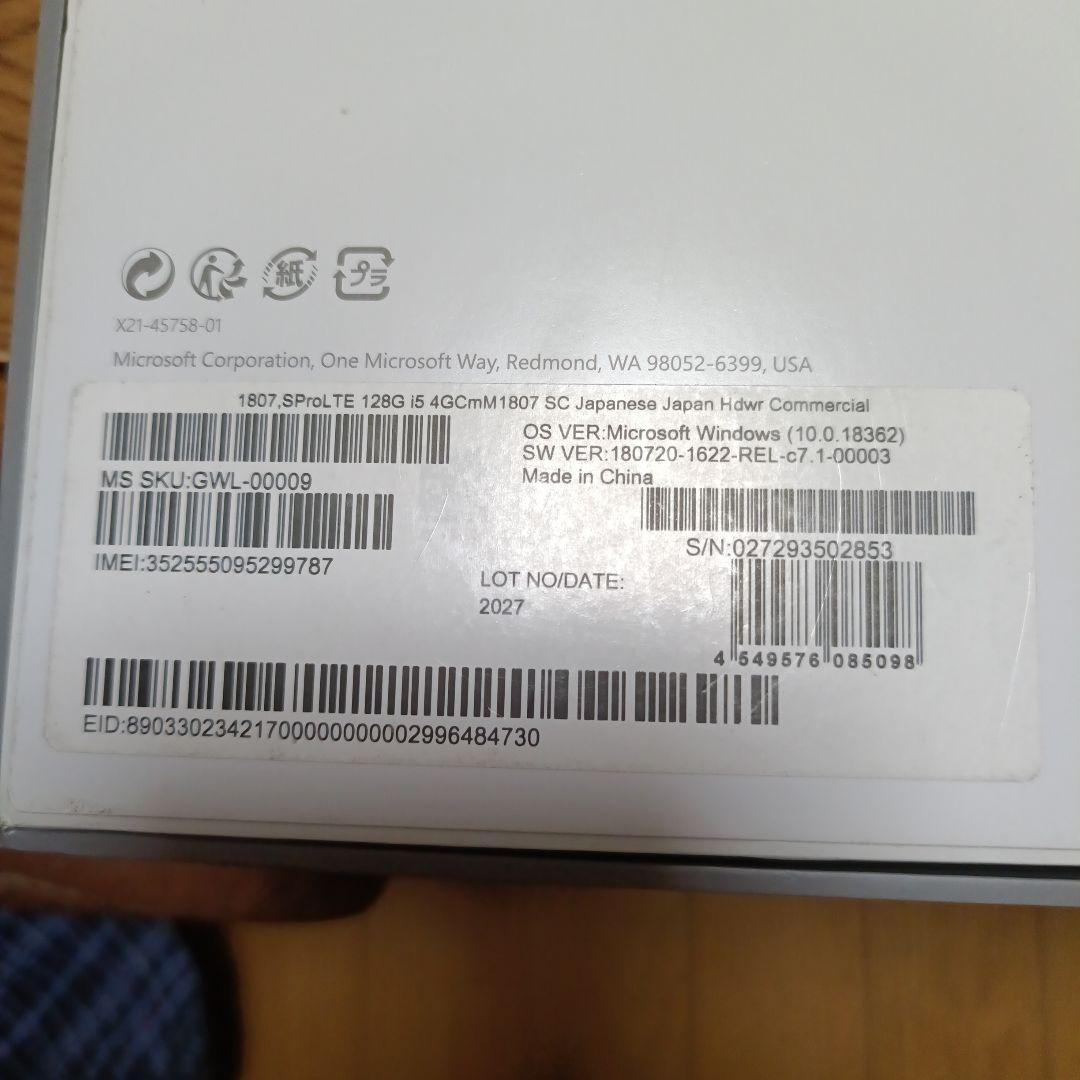 紙 プラ
X21-45758-01
Microsoft Corporation, One Microsoft Way, Redmond, WA 98052-6399, USA
1807,SProLTE 128G i5 4GCmM1807 SC Japanese Japan Hdwr Commercial
OS VER:Microsoft Windows (10.0.18362)
SW VER:180720-1622-REL-c7.1-00003
MS SKU:GWL-00009
Made in China
S/N:027293502853
IMEI:352555095299787
LOT NO/DATE:
2027
4 549576 085098
EID:89033023421700000000002996484730